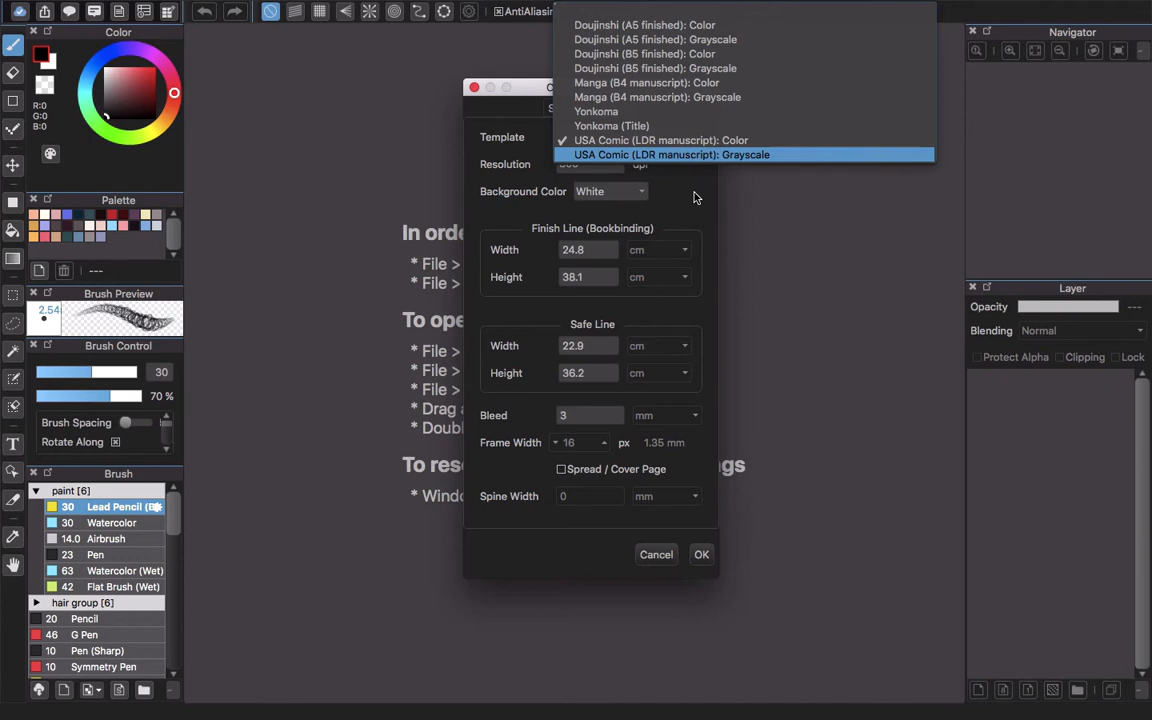 AntiAliasin
Color
R:0
G:0
B:0
Palette
---
Brush Preview
2.54
Brush Control
30
70 %
Brush Spacing
Rotate Along
Brush
paint [6]
30 Lead Pencil
30 Watercolor
14.0 Airbrush
23 Pen
63 Watercolor (Wet)
42 Flat Brush (Wet)
hair group [6]
20 Pencil
46 G Pen
10 Pen (Sharp)
10 Symmetry Pen
In orde
* File >
* File >
To ope
* File >
* File >
* File >
* Drag a
* Doub
To rese
gs
* Windo
Doujinshi (A5 finished): Color
Doujinshi (A5 finished): Grayscale
Doujinshi (B5 finished): Color
Doujinshi (B5 finished): Grayscale
Manga (B4 manuscript): Color
Manga (B4 manuscript): Grayscale
Yonkoma
Yonkoma (Title)
✓ USA Comic (LDR manuscript): Color
USA Comic (LDR manuscript): Grayscale
Template
Resolution
Background Color White
Finish Line (Bookbinding)
Width 24.8 cm
Height 38.1 cm
Safe Line
Width 22.9 cm
Height 36.2 cm
Bleed 3 mm
Frame Width 16 px 1.35 mm
Spread / Cover Page
Spine Width 0 mm
Cancel OK
Navigator
Layer
Opacity ---
Blending Normal
Protect Alpha Clipping Lock